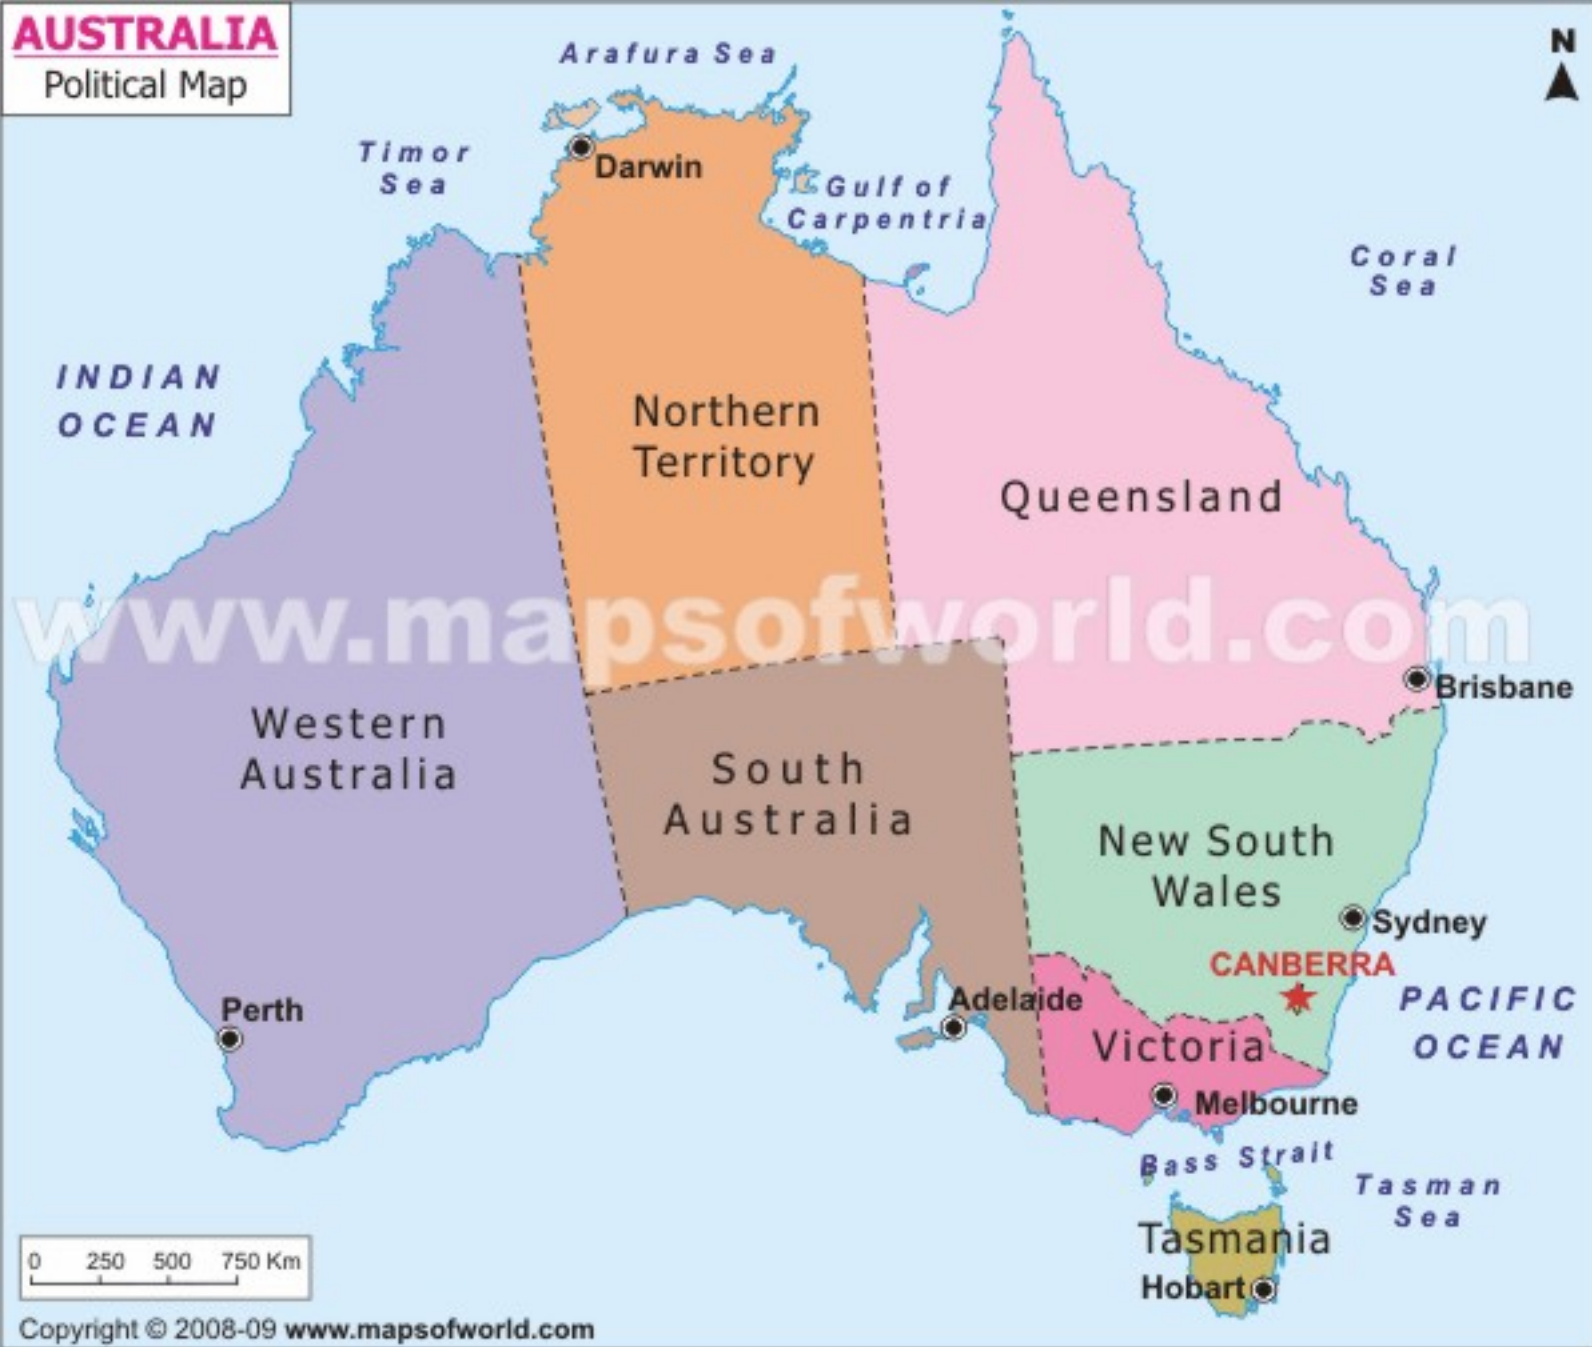 AUSTRALIA
Political Map
N
Arafura Sea
Timor
Sea
Darwin
Gulf of
Carpentria
Coral
Sea
INDIAN
OCEAN
Northern
Territory
Queensland
www.mapsofworld.com
Brisbane
Western
Australia
South
Australia
New South
Wales
Sydney
CANBERRA
PACIFIC
OCEAN
Perth
Adelaide
Victoria
Melbourne
Bass Strait
Tasman
Sea
Tasmania
Hobart
0 250 500 750 Km
Copyright © 2008-09 www.mapsofworld.com